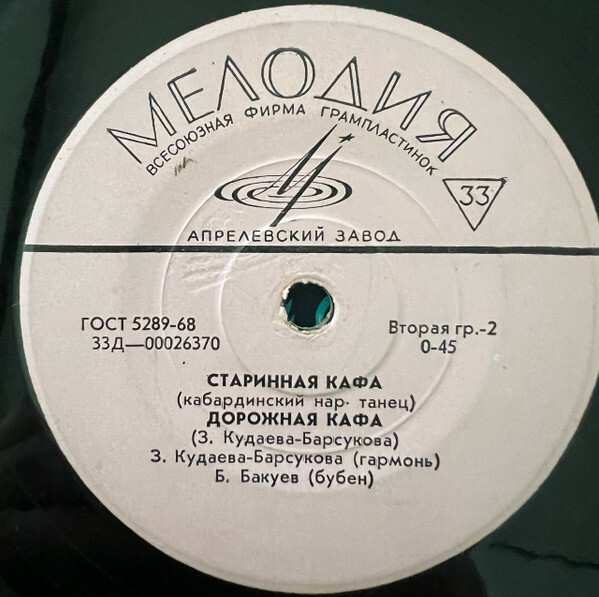 МЕЛОДИЯ
ВСЕСОЮЗНАЯ ФИРМА ГРАМПЛАСТИНОК
33
АПРЕЛЕВСКИЙ ЗАВОД
ГОСТ 5289-68
33Д—00026370
Вторая гр.-2
0-45
СТАРИННАЯ КАФА
(кабардинский нар. танец)
ДОРОЖНАЯ КАФА
(З. Кудаева-Барсукова)
З. Кудаева-Барсукова (гармонь)
Б. Бакуев (бубен)